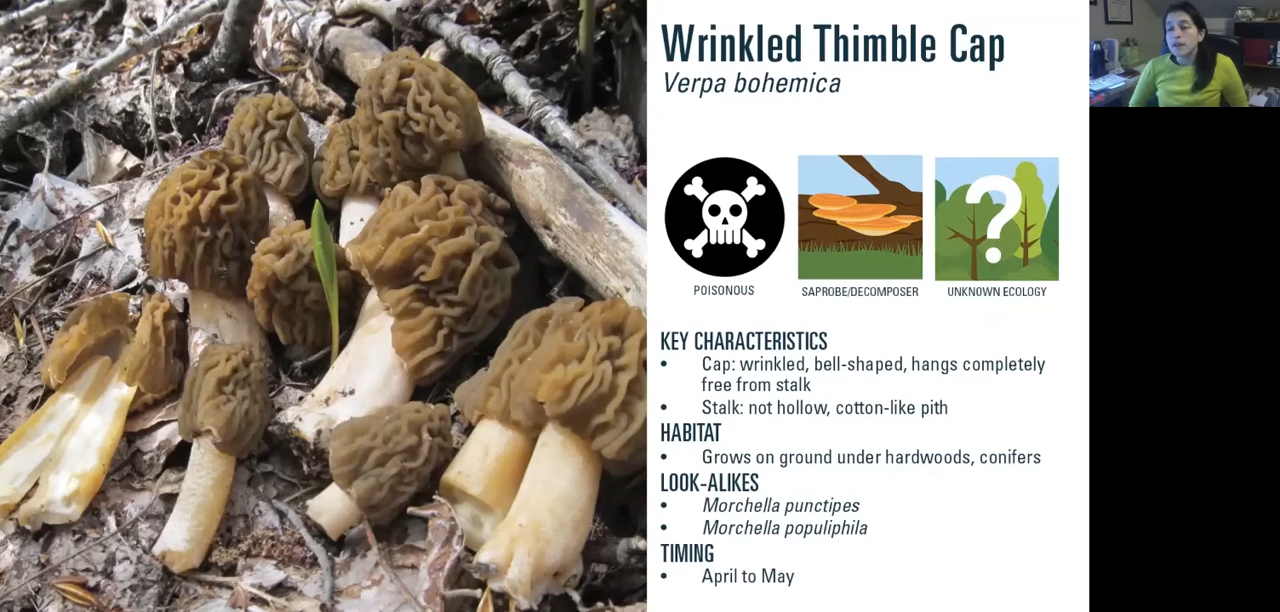 Wrinkled Thimble Cap
Verpa bohemica
POISONOUS
SAPROBE/DECOMPOSER
UNKNOWN ECOLOGY
?
KEY CHARACTERISTICS
• Cap: wrinkled, bell-shaped, hangs completely
free from stalk
• Stalk: not hollow, cotton-like pith
HABITAT
• Grows on ground under hardwoods, conifers
LOOK-ALIKES
• Morchella punctipes
• Morchella populiphila
TIMING
• April to May